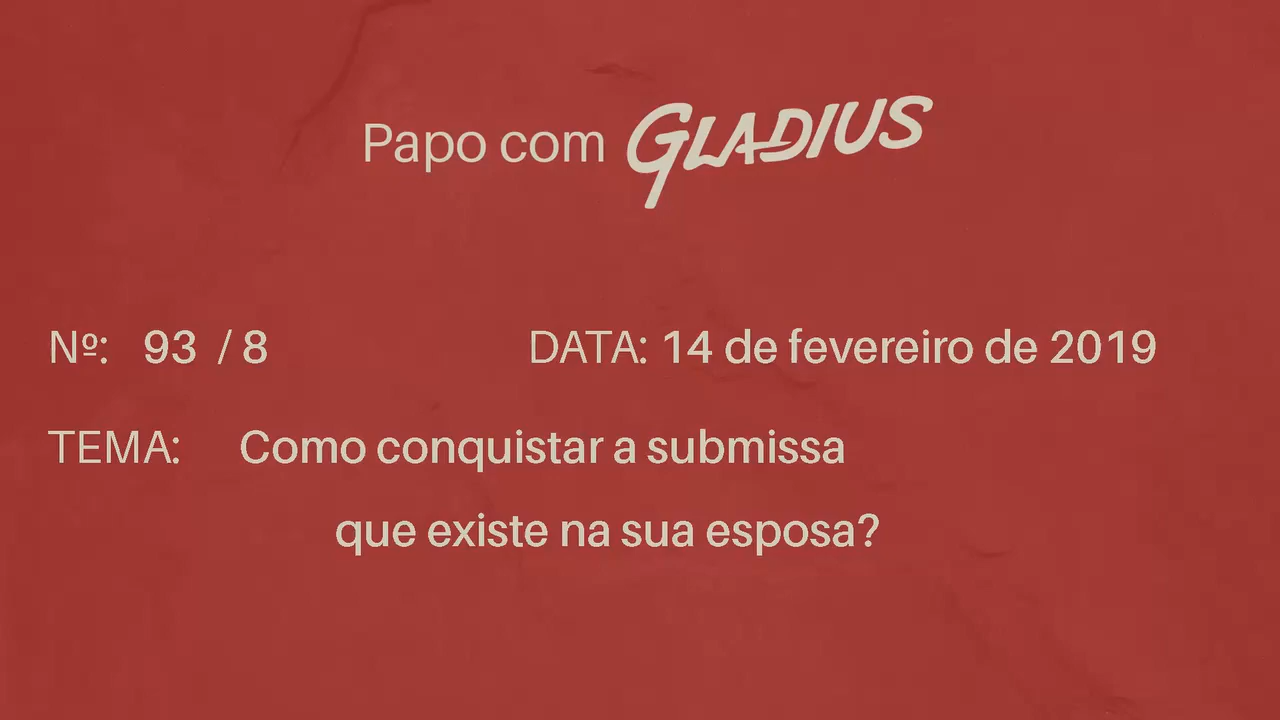 Papo com GLADIUS
Nº: 93 / 8 DATA: 14 de fevereiro de 2019
TEMA: Como conquistar a submissa
que existe na sua esposa?